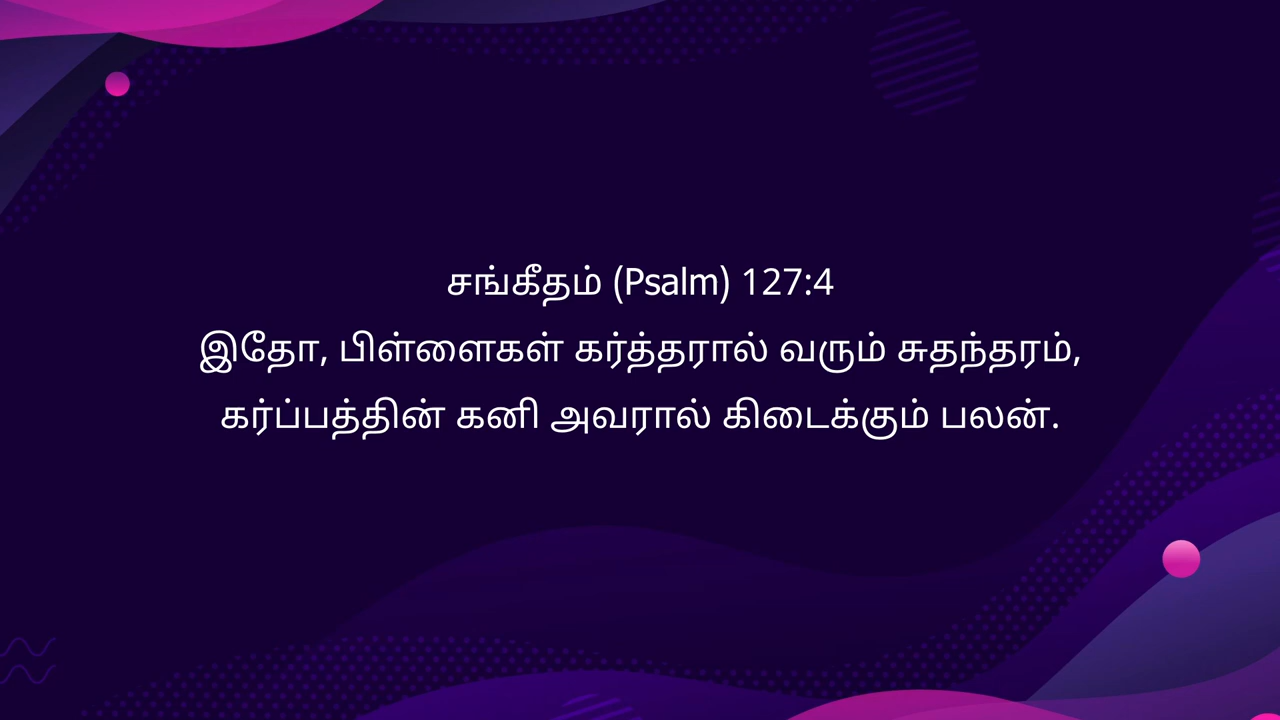 சங்கீதம் (Psalm) 127:4
இதோ, பிள்ளைகள் கர்த்தரால் வரும் சுதந்தரம்,
கர்ப்பத்தின் கனி அவரால் கிடைக்கும் பலன்.